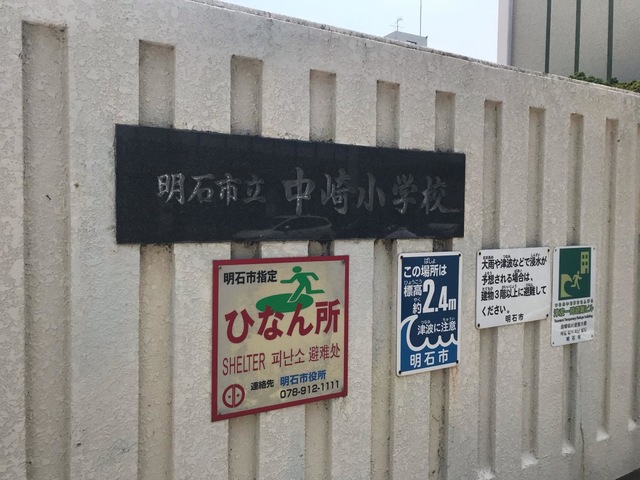 明石市立 中崎小学校
明石市指定
ひなん所
SHELTER 피난소 避难处
連絡先 明石市役所
078-912-1111
この場所は
標高
約2.4m
津波に注意
明石市
大雨や津波などで浸水が
予想される場合は、
建物3階以上に避難して
ください。
明石市